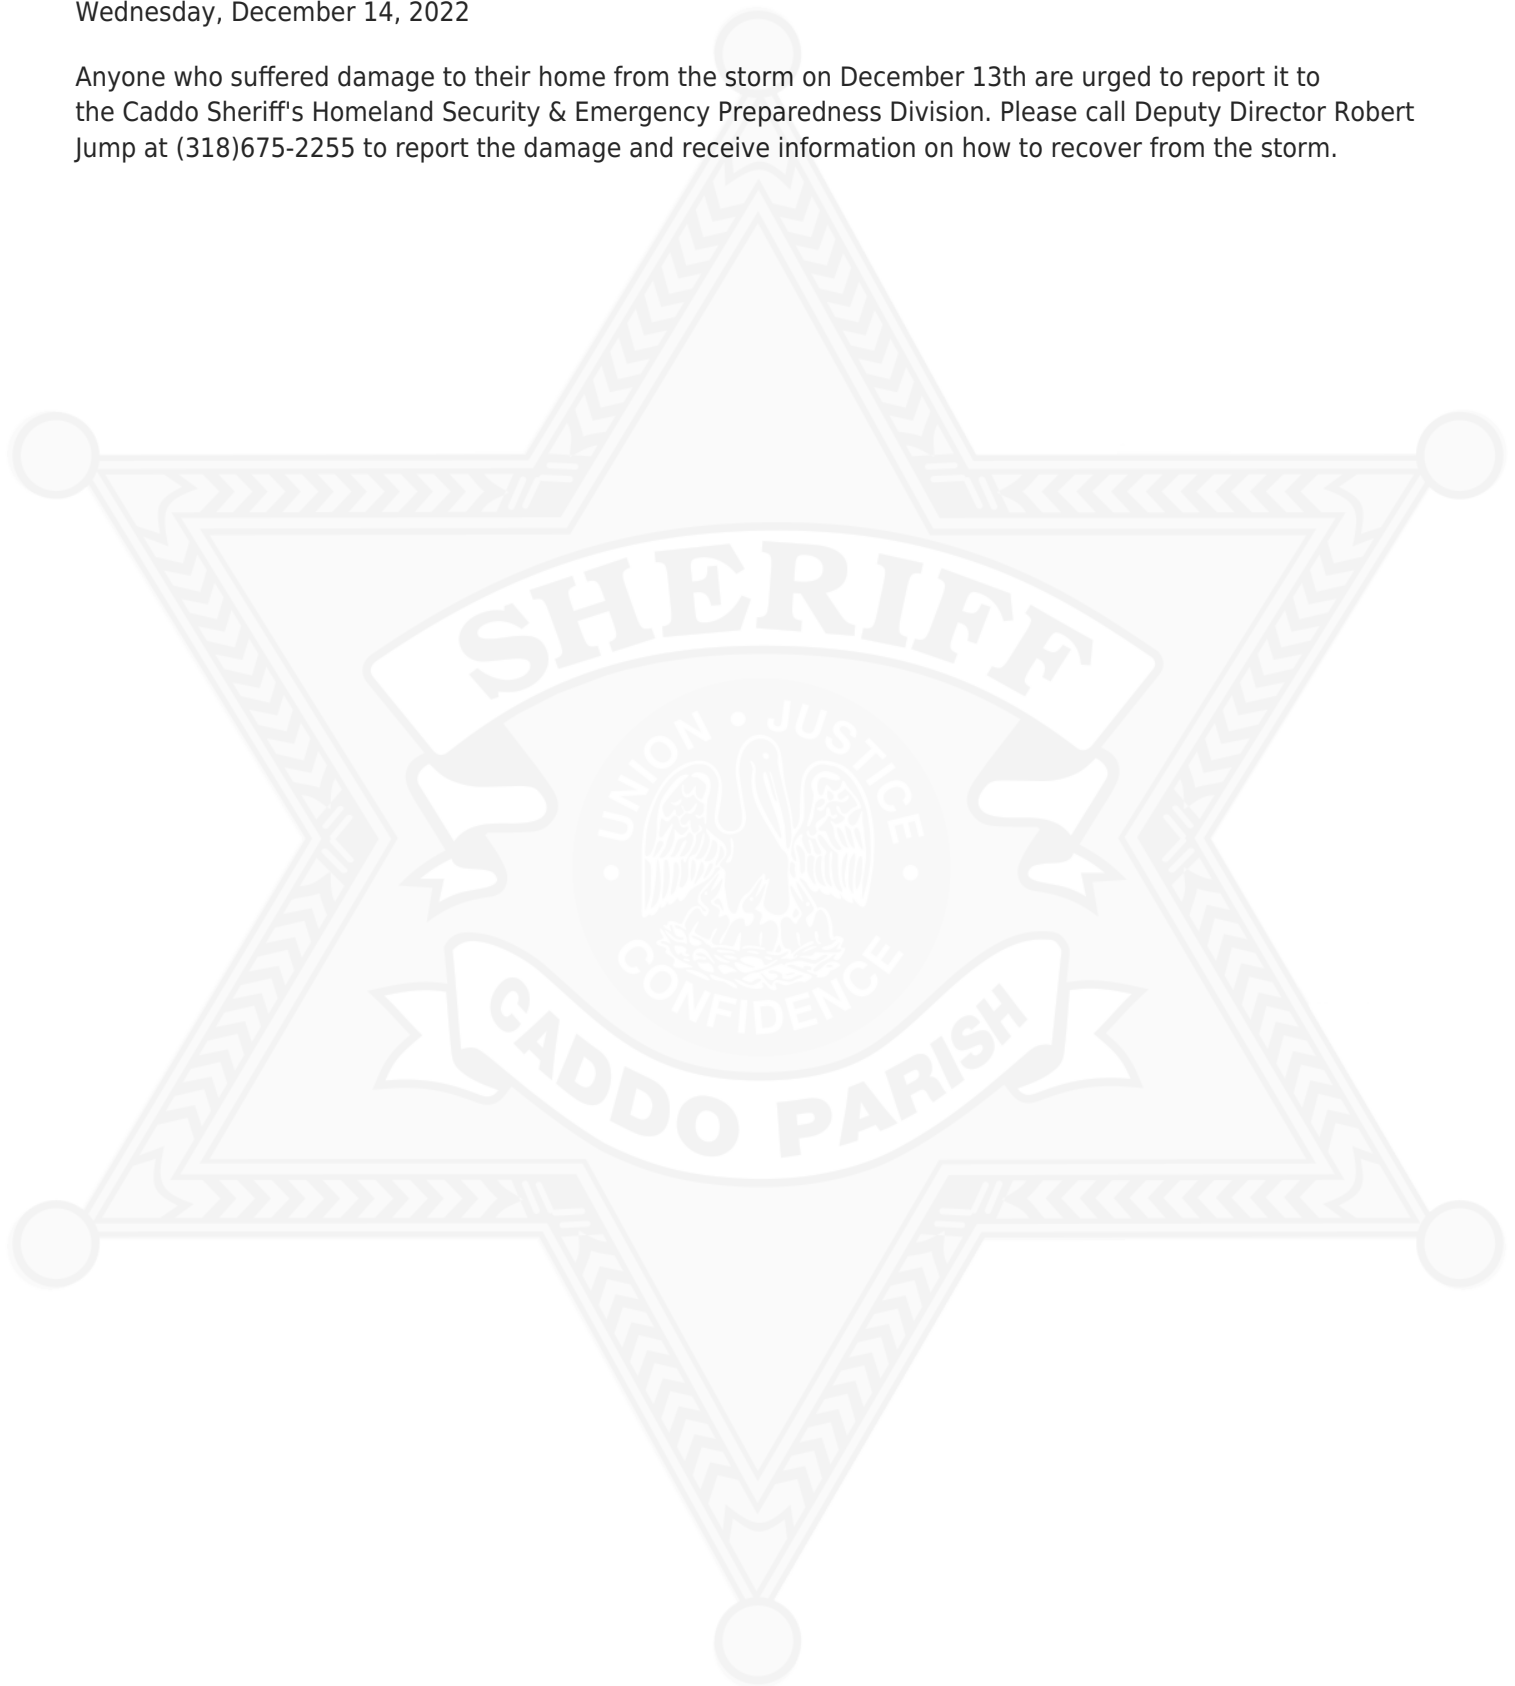 Wednesday, December 14, 2022
Anyone who suffered damage to their home from the storm on December 13th are urged to report it to
the Caddo Sheriff's Homeland Security & Emergency Preparedness Division. Please call Deputy Director Robert
Jump at (318)675-2255 to report the damage and receive information on how to recover from the storm.
SHERIFF
UNION • JUSTICE
• CONFIDENCE •
CADDO PARISH